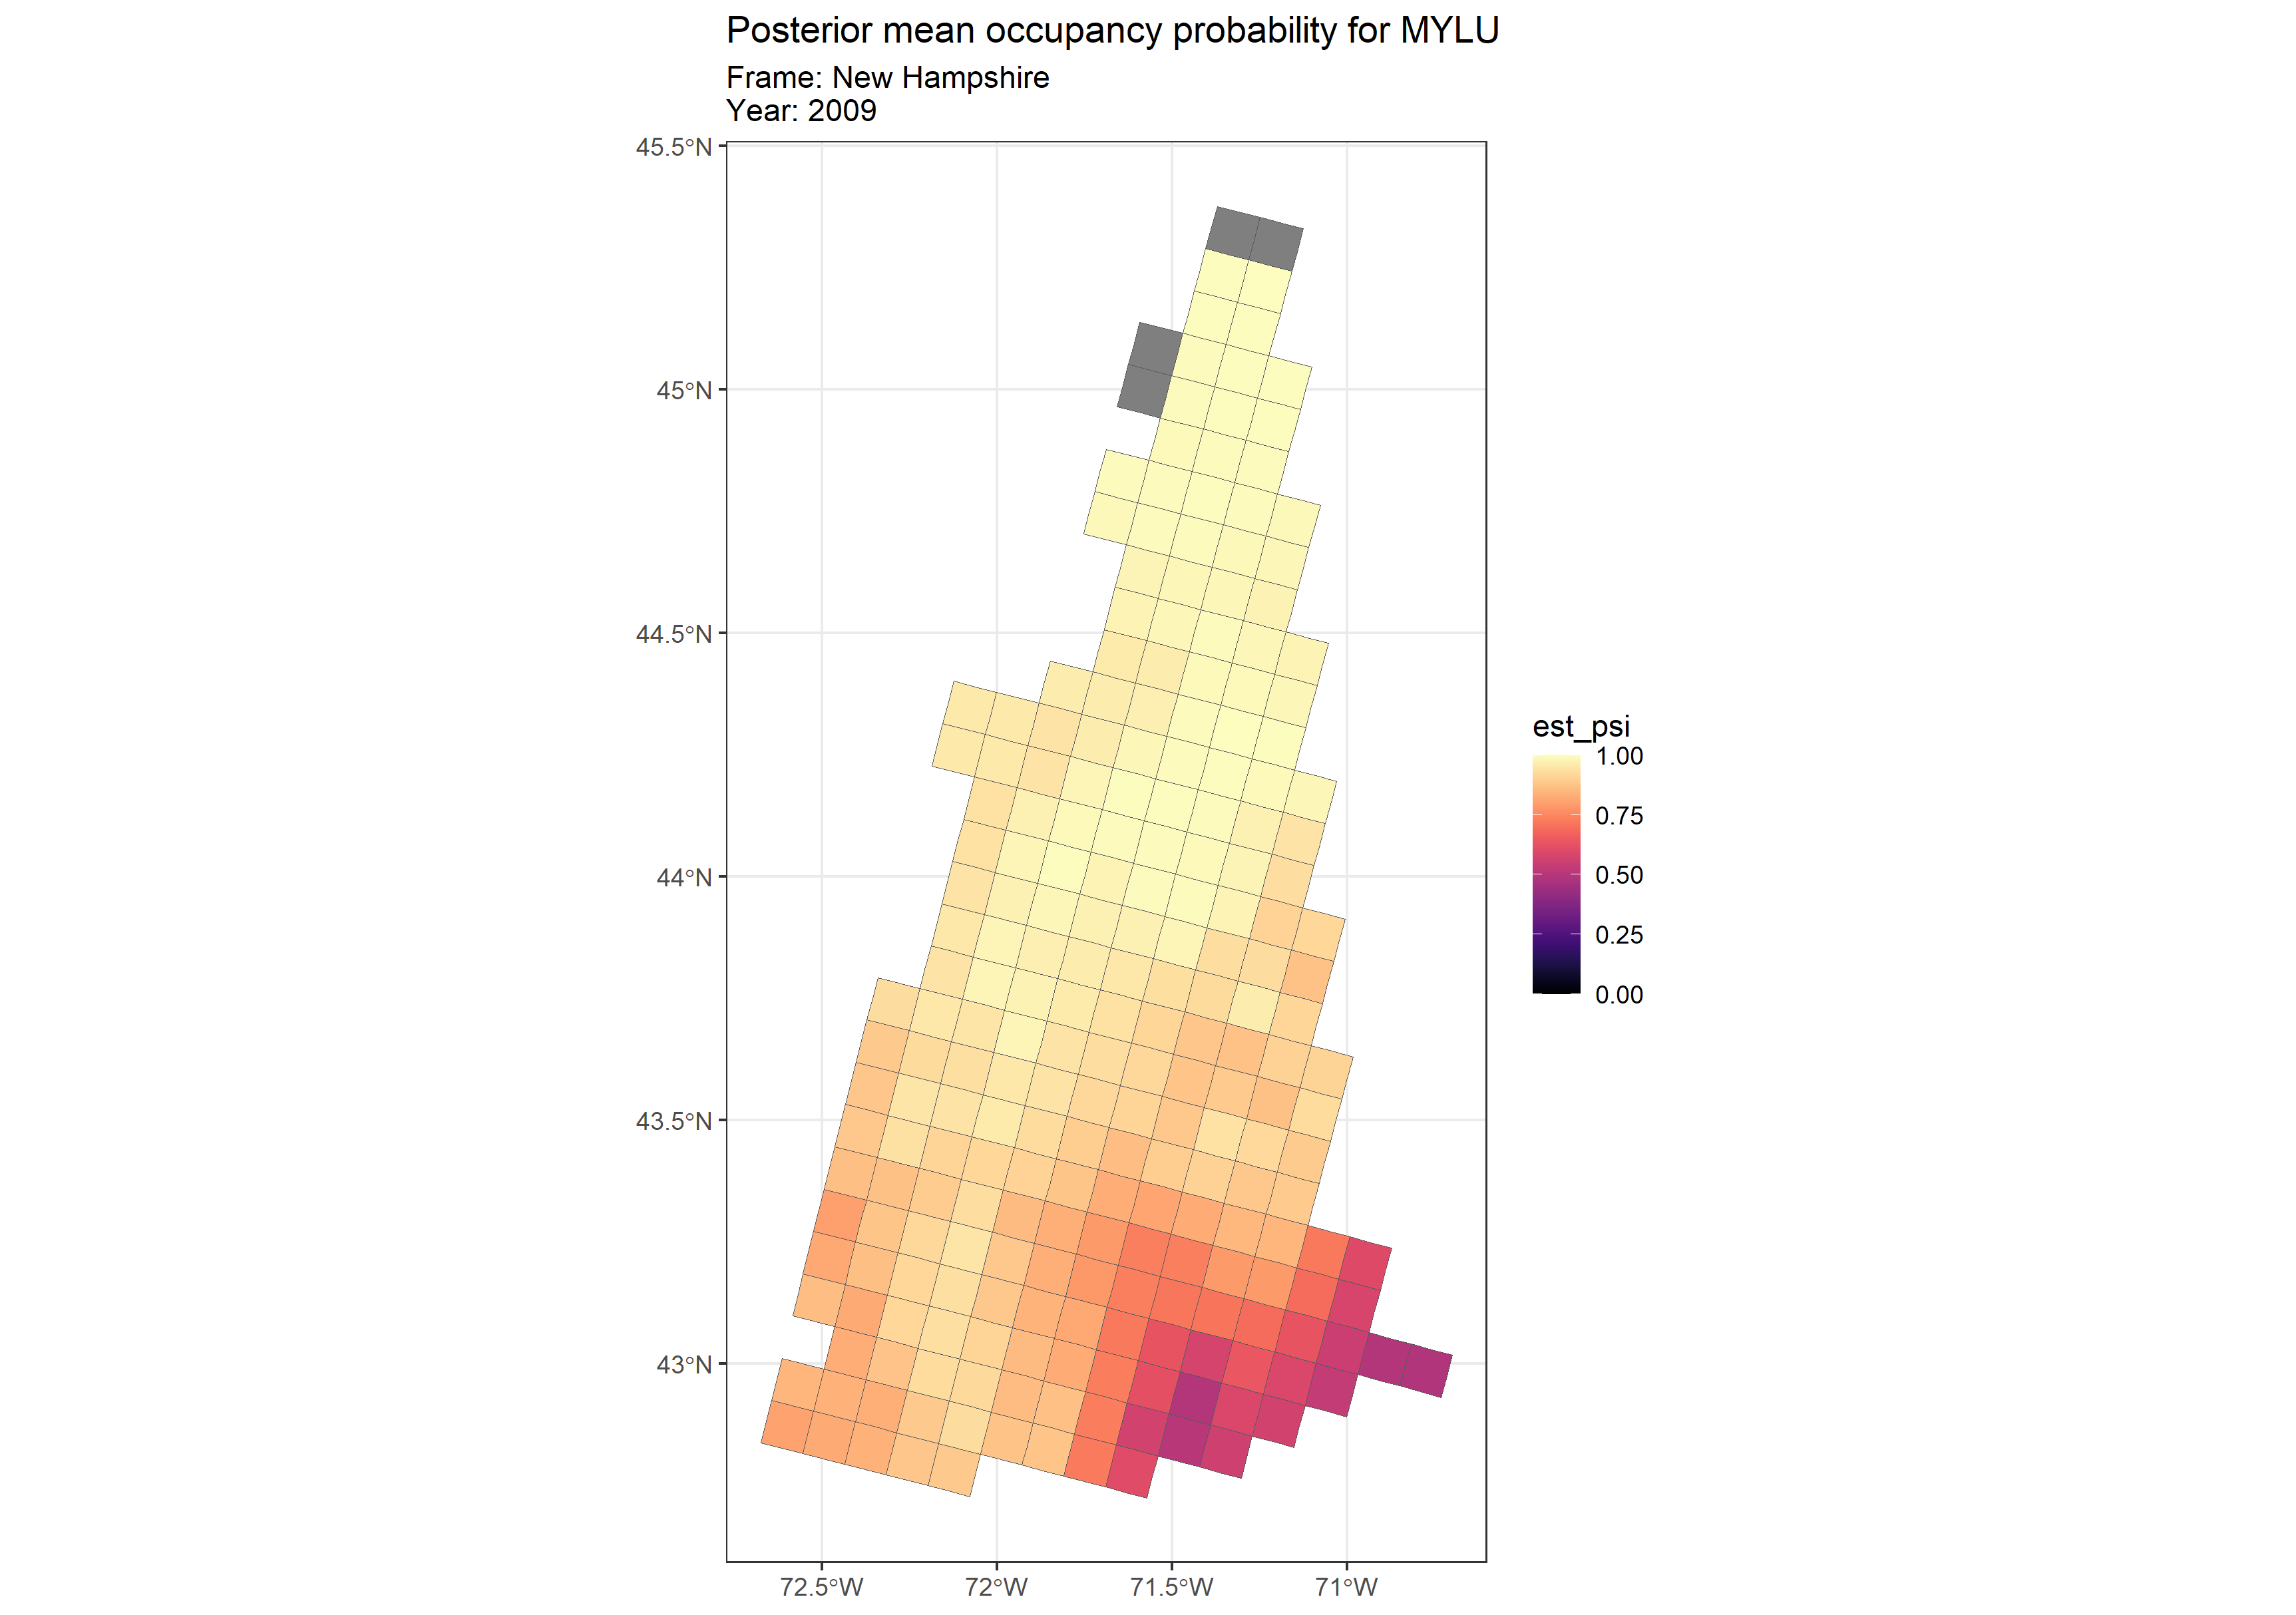 Posterior mean occupancy probability for MYLU
Frame: New Hampshire
Year: 2009
45.5°N
45°N
44.5°N
44°N
43.5°N
43°N
72.5°W
72°W
71.5°W
71°W
est_psi
1.00
0.75
0.50
0.25
0.00